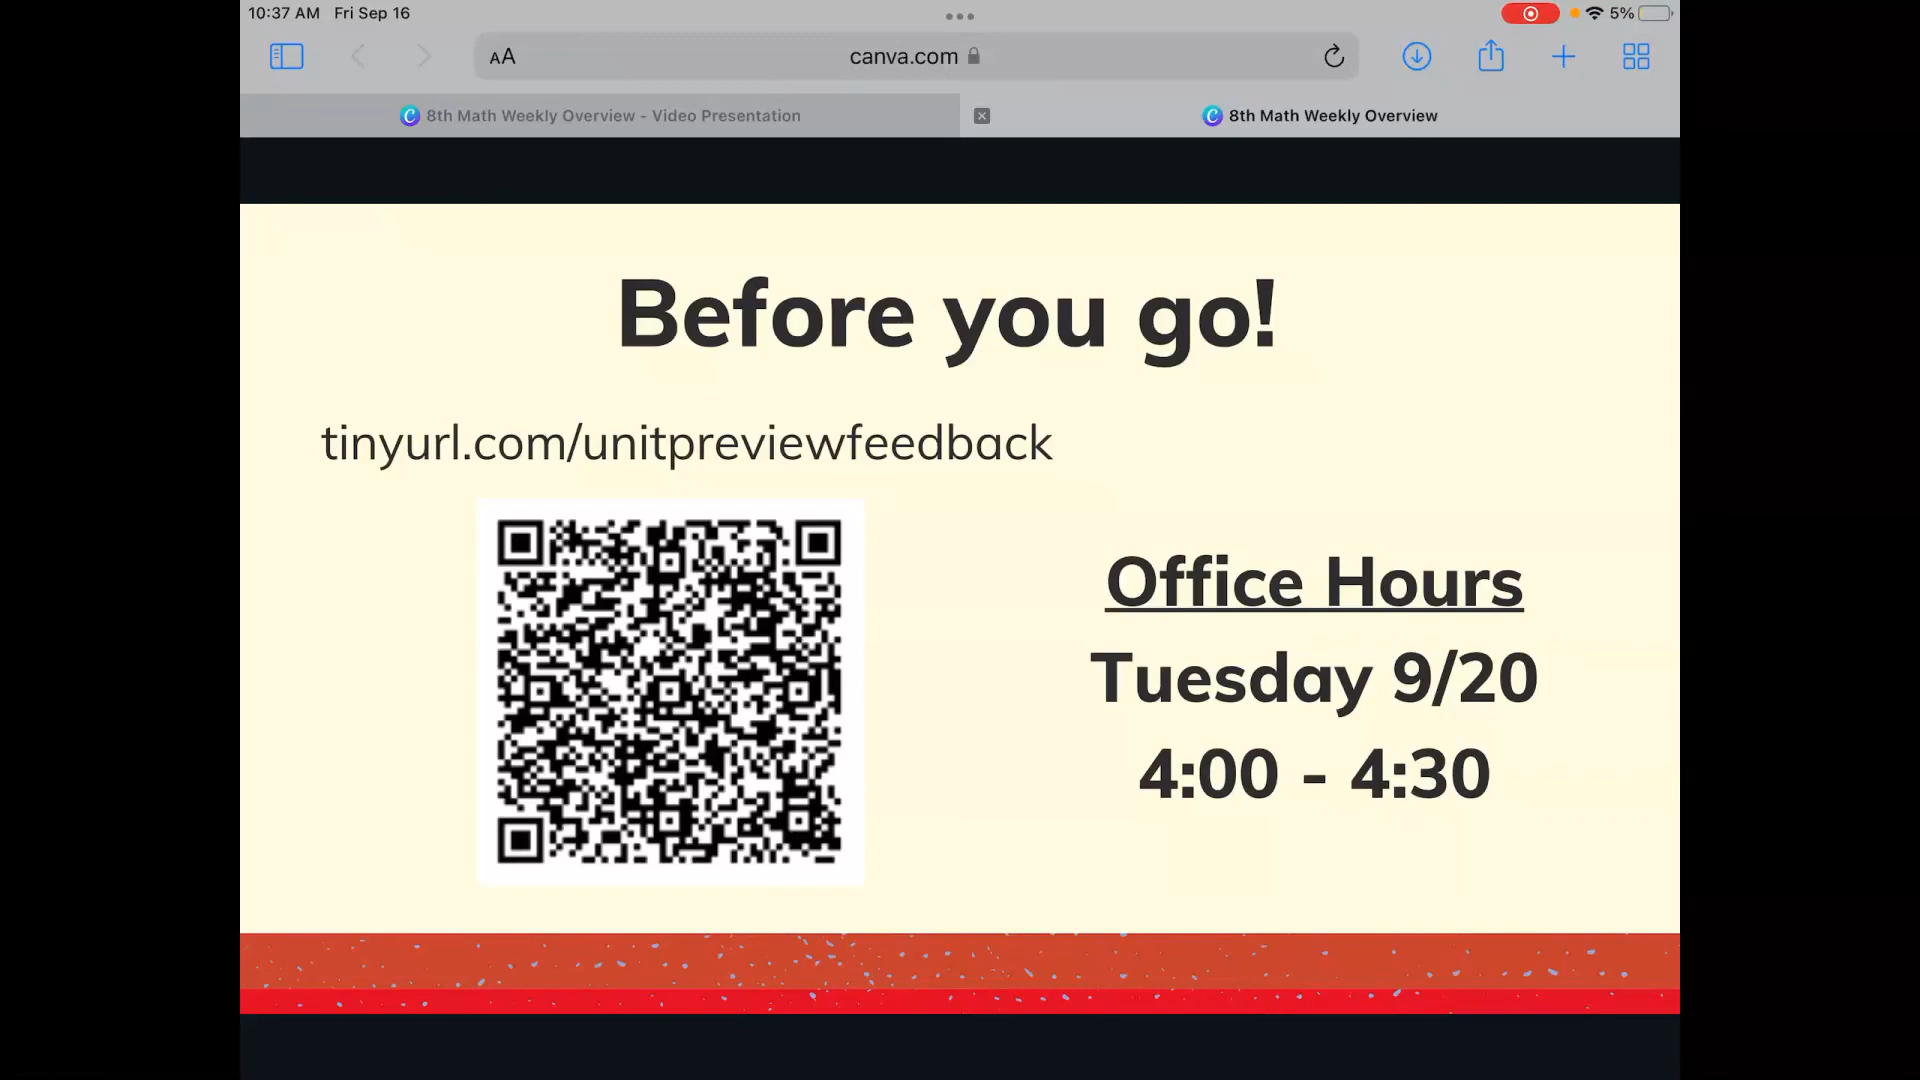 10:37 AM Fri Sep 16
5%
AA
canva.com
8th Math Weekly Overview - Video Presentation
8th Math Weekly Overview
Before you go!
tinyurl.com/unitpreviewfeedback
Office Hours
Tuesday 9/20
4:00 - 4:30